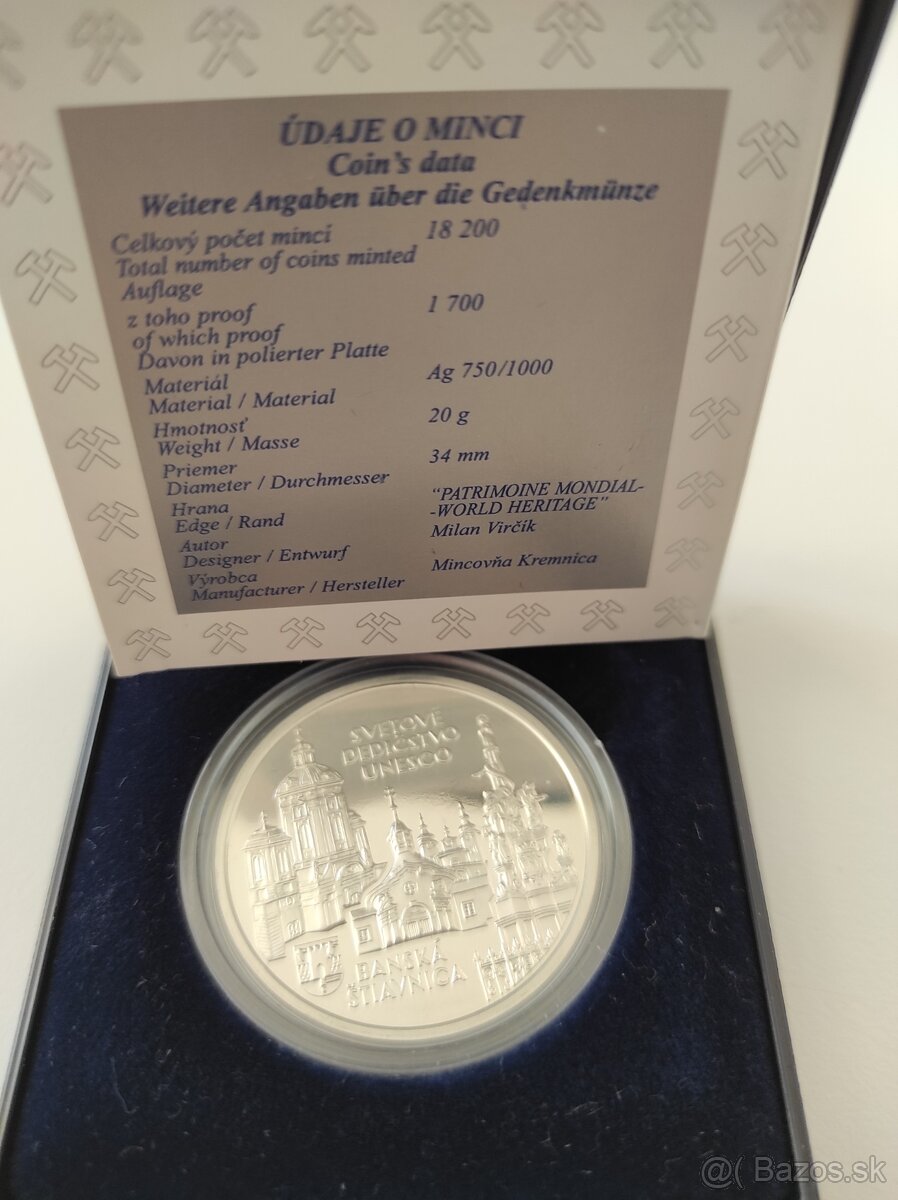 ÚDAJE O MINCI
Coin's data
Weitere Angaben über die Gedenkmünze
Celkový počet mincí 18 200
Total number of coins minted
Auflage
z toho proof 1 700
of which proof
Davon in polierter Platte
Materiál Ag 750/1000
Material / Material
Hmotnosť 20 g
Weight / Masse
Priemer 34 mm
Diameter / Durchmesser
Hrana "PATRIMOINE MONDIAL-
Edge / Rand -WORLD HERITAGE"
Autor Milan Virčík
Designer / Entwurf
Výrobca Mincovňa Kremnica
Manufacturer / Hersteller
SVETOVÉ
DEDIČSTVO
UNESCO
BANSKÁ
ŠTIAVNICA
@( Bazos.sk